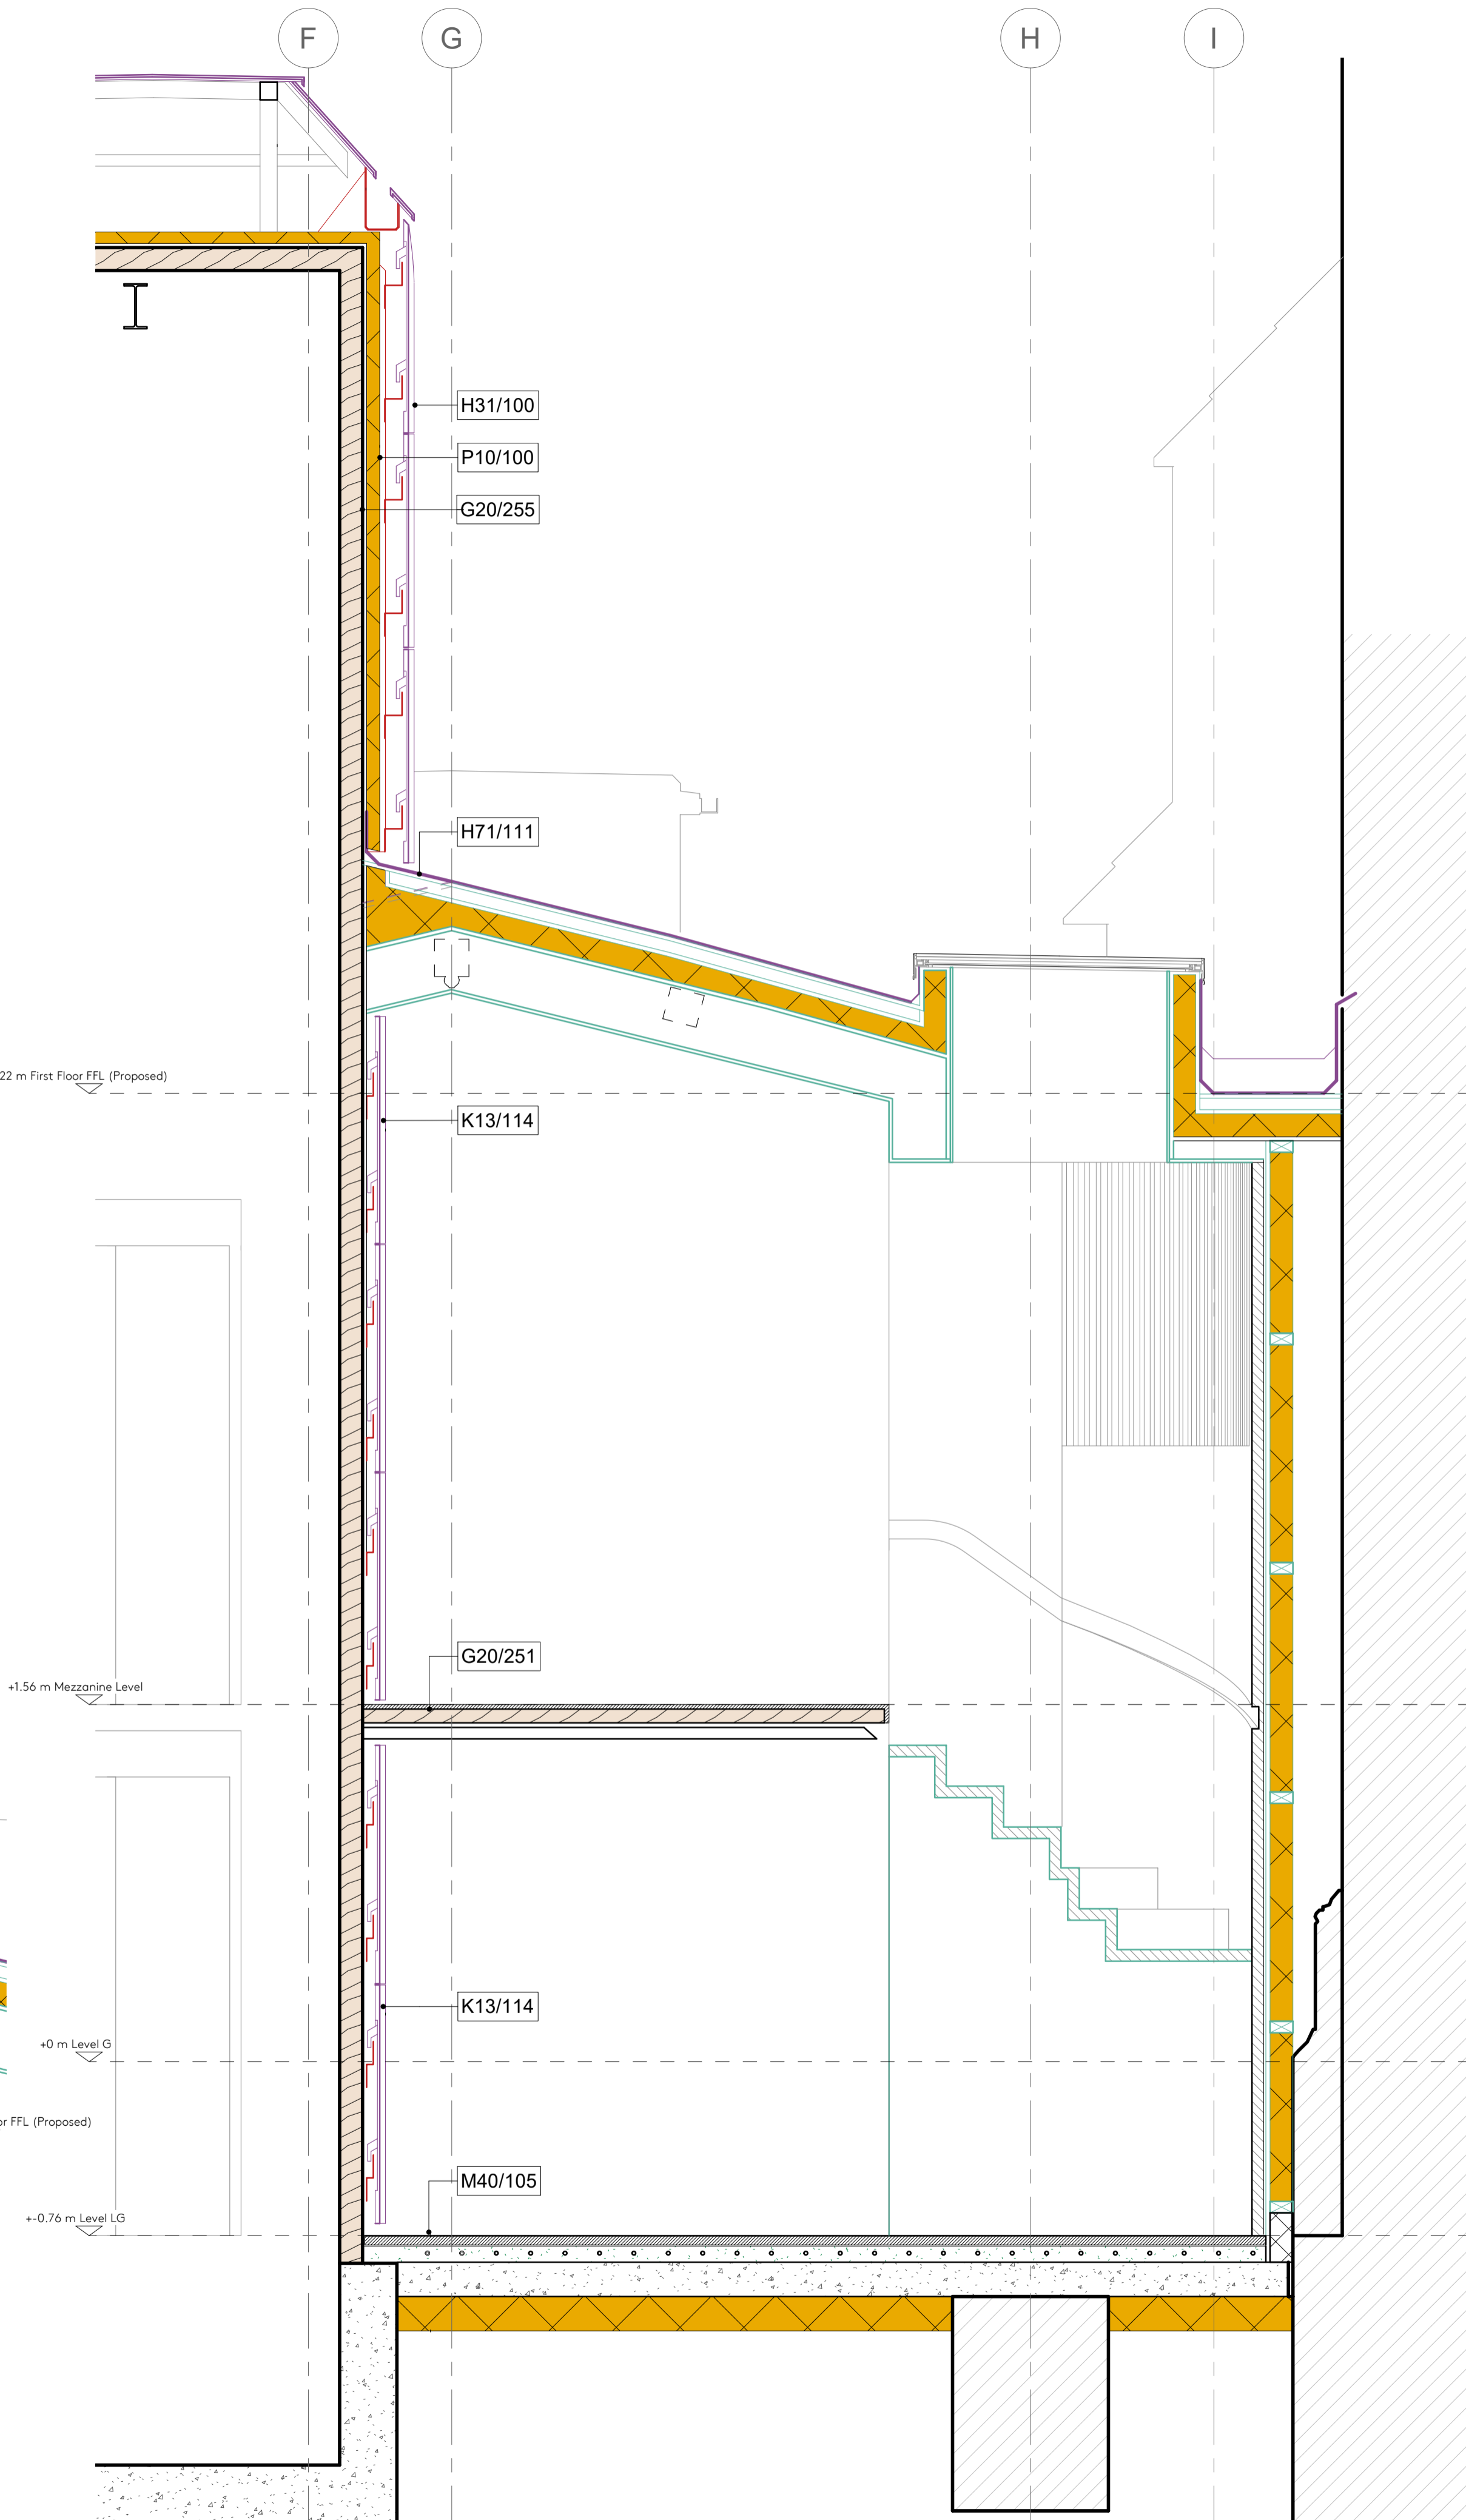 F
G
H
I
H31/100
P10/100
G20/255
H71/111
22 m First Floor FFL (Proposed)
K13/114
G20/251
+1.56 m Mezzanine Level
K13/114
+0 m Level G
or FFL (Proposed)
M40/105
+-0.76 m Level LG